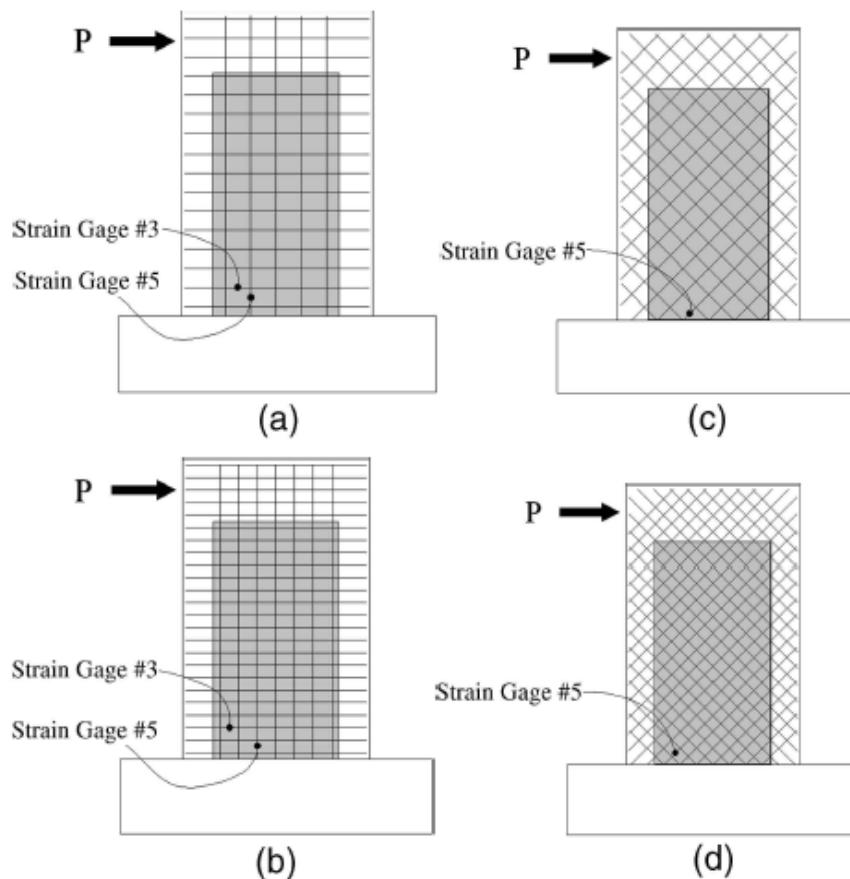 P
Strain Gage #3
Strain Gage #5
(a)
P
Strain Gage #5
(c)
P
Strain Gage #3
Strain Gage #5
(b)
P
Strain Gage #5
(d)